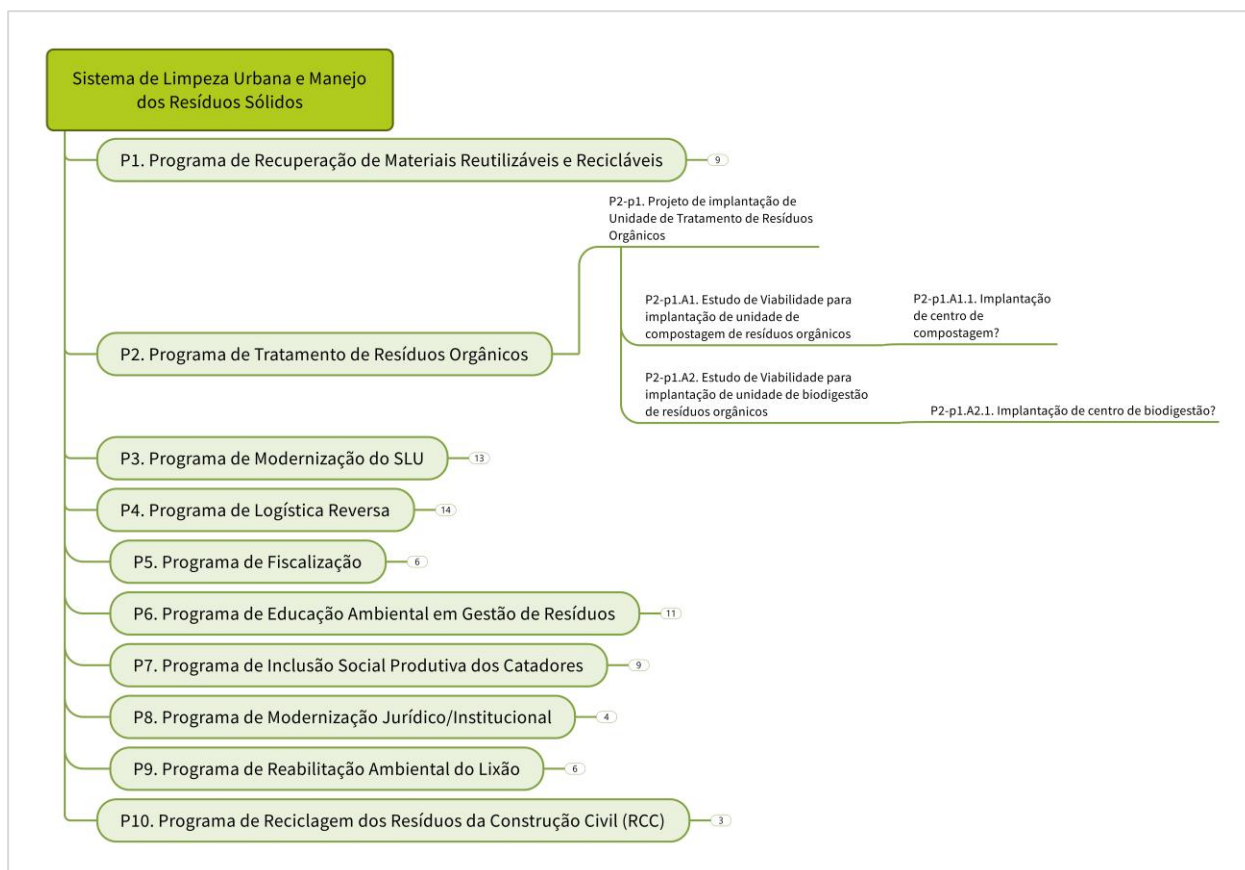 Sistema de Limpeza Urbana e Manejo
dos Resíduos Sólidos
P1. Programa de Recuperação de Materiais Reutilizáveis e Recicláveis
9
P2-p1. Projeto de implantação de
Unidade de Tratamento de Resíduos
Orgânicos
P2-p1.A1. Estudo de Viabilidade para
implantação de unidade de
compostagem de resíduos orgânicos
P2-p1.A1.1. Implantação
de centro de
compostagem?
P2. Programa de Tratamento de Resíduos Orgânicos
P2-p1.A2. Estudo de Viabilidade para
implantação de unidade de biodigestão
de resíduos orgânicos
P2-p1.A2.1. Implantação de centro de biodigestão?
P3. Programa de Modernização do SLU
13
P4. Programa de Logística Reversa
14
P5. Programa de Fiscalização
6
P6. Programa de Educação Ambiental em Gestão de Resíduos
11
P7. Programa de Inclusão Social Produtiva dos Catadores
9
P8. Programa de Modernização Jurídico/Institucional
4
P9. Programa de Reabilitação Ambiental do Lixão
6
P10. Programa de Reciclagem dos Resíduos da Construção Civil (RCC)
3